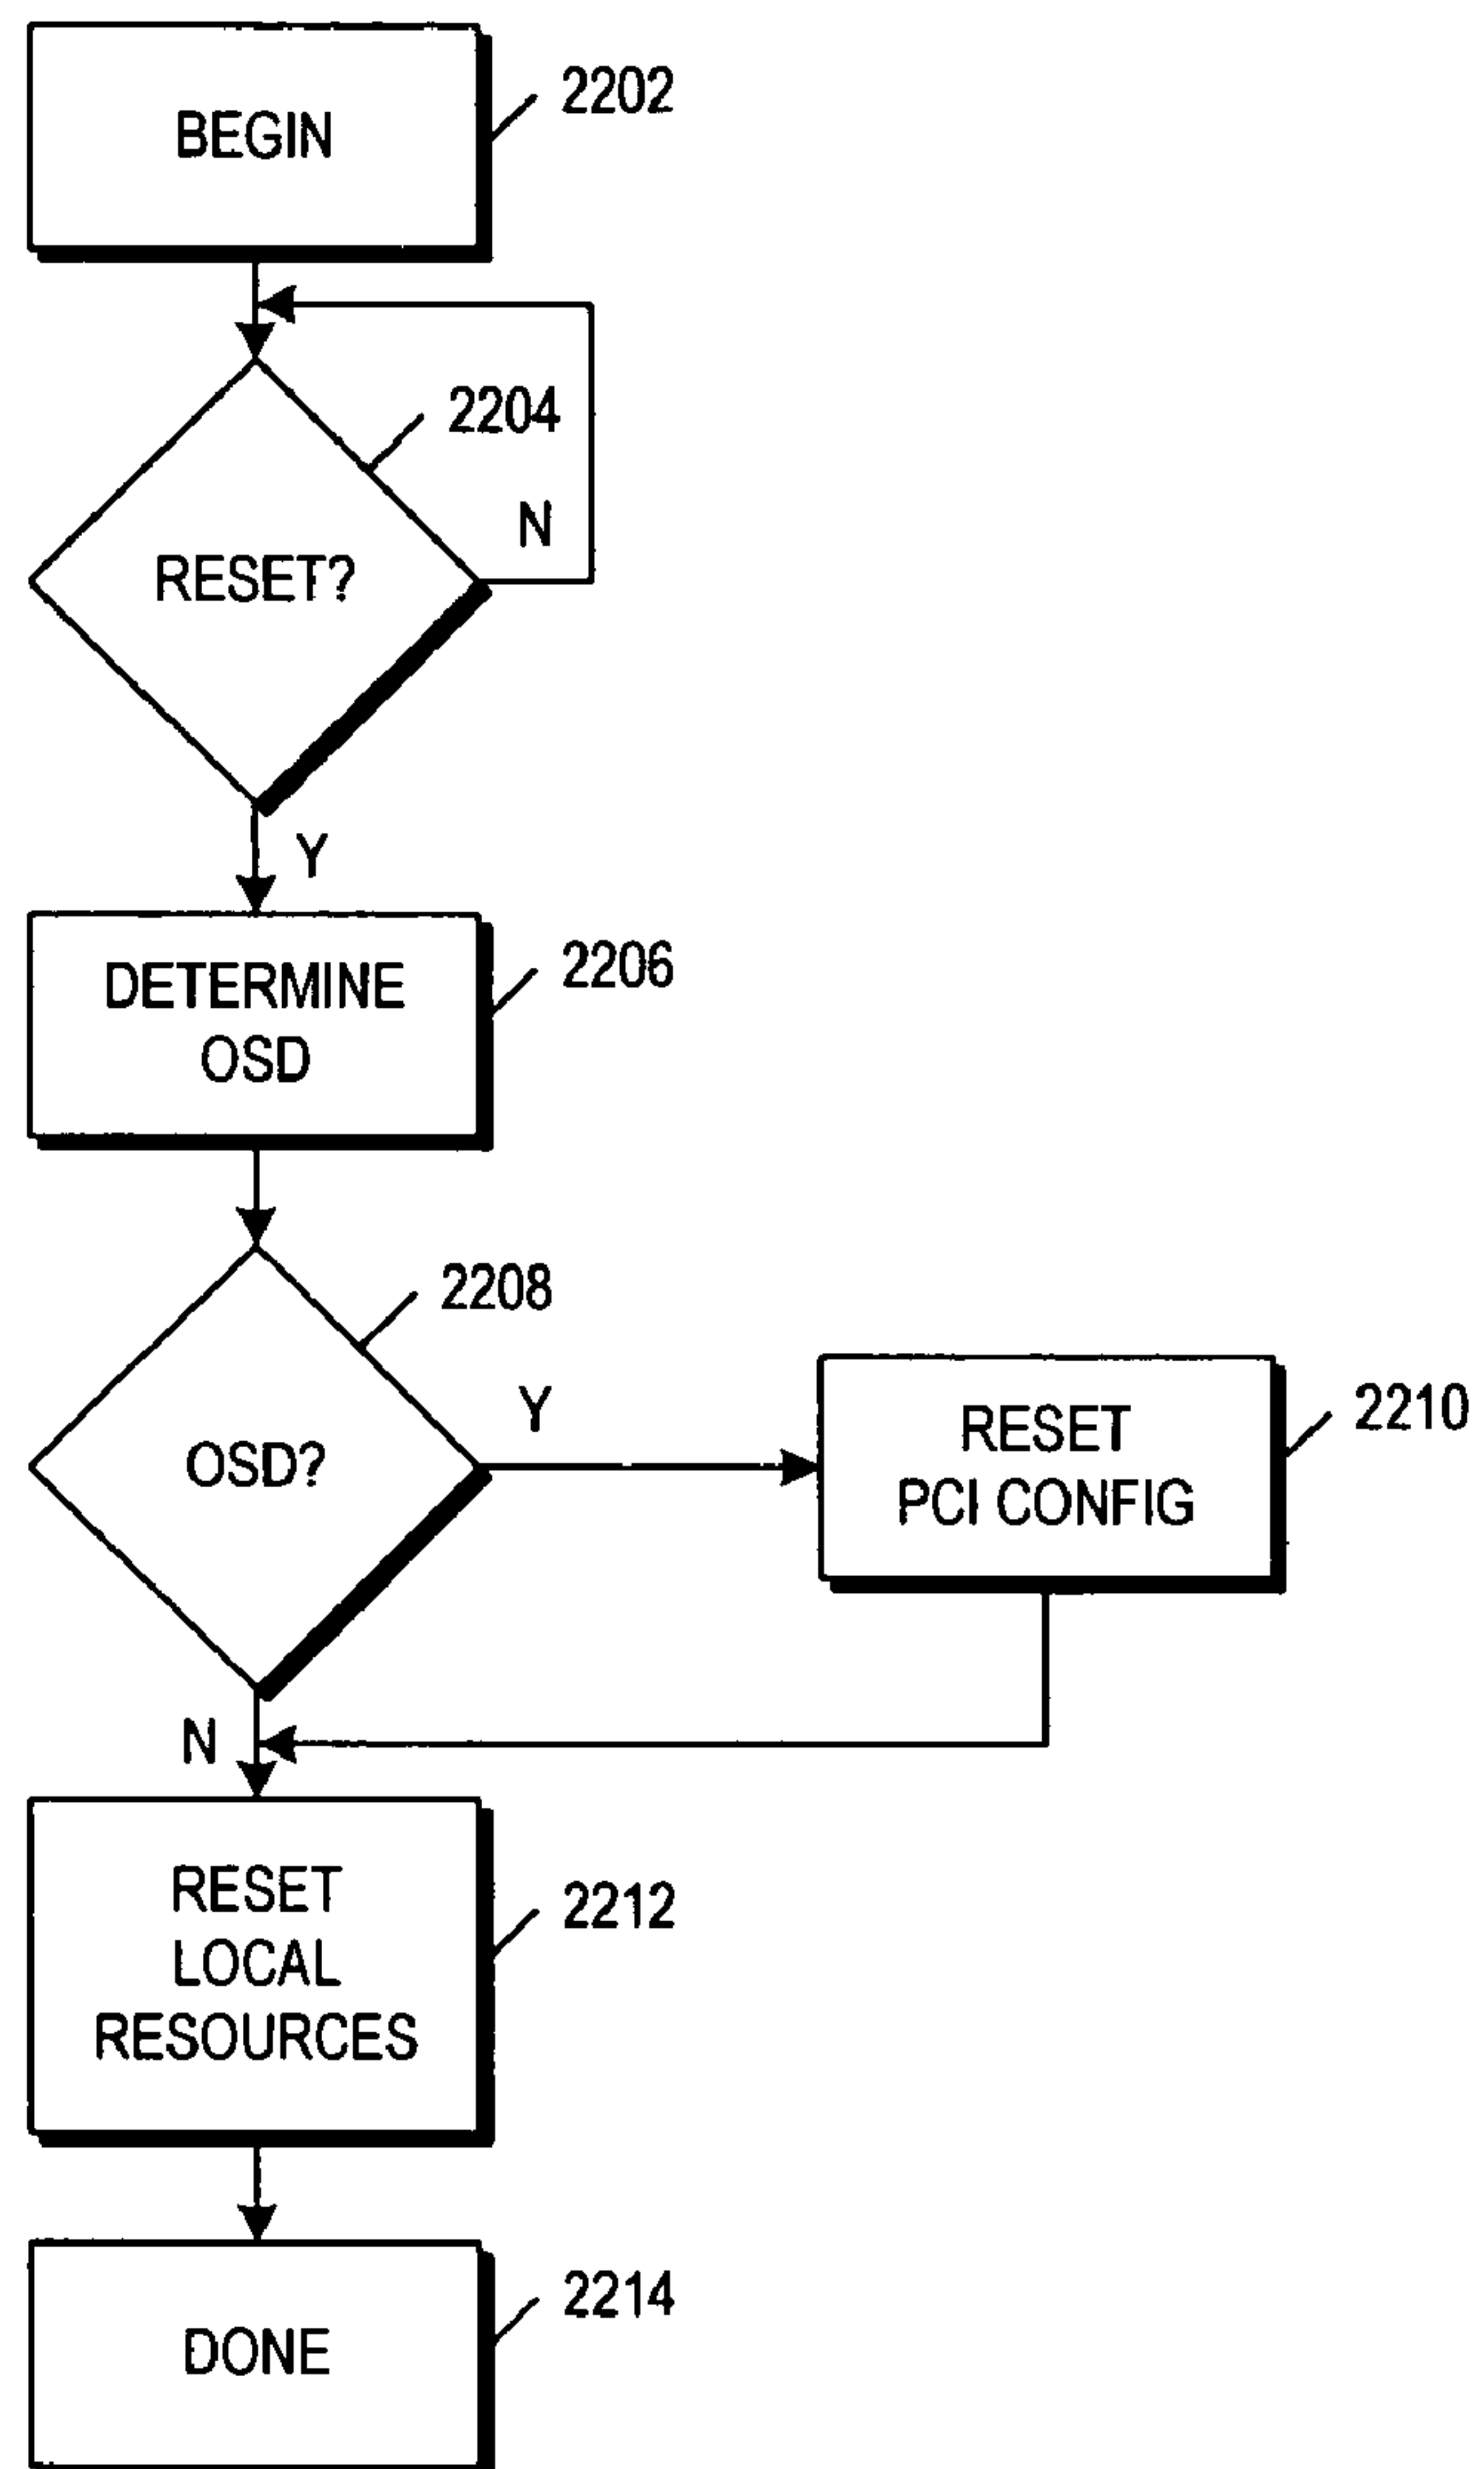 BEGIN
2202
2204
N
RESET?
Y
DETERMINE
OSD
2206
2208
Y
OSD?
RESET
PCI CONFIG
2210
N
RESET
LOCAL
RESOURCES
2212
DONE
2214